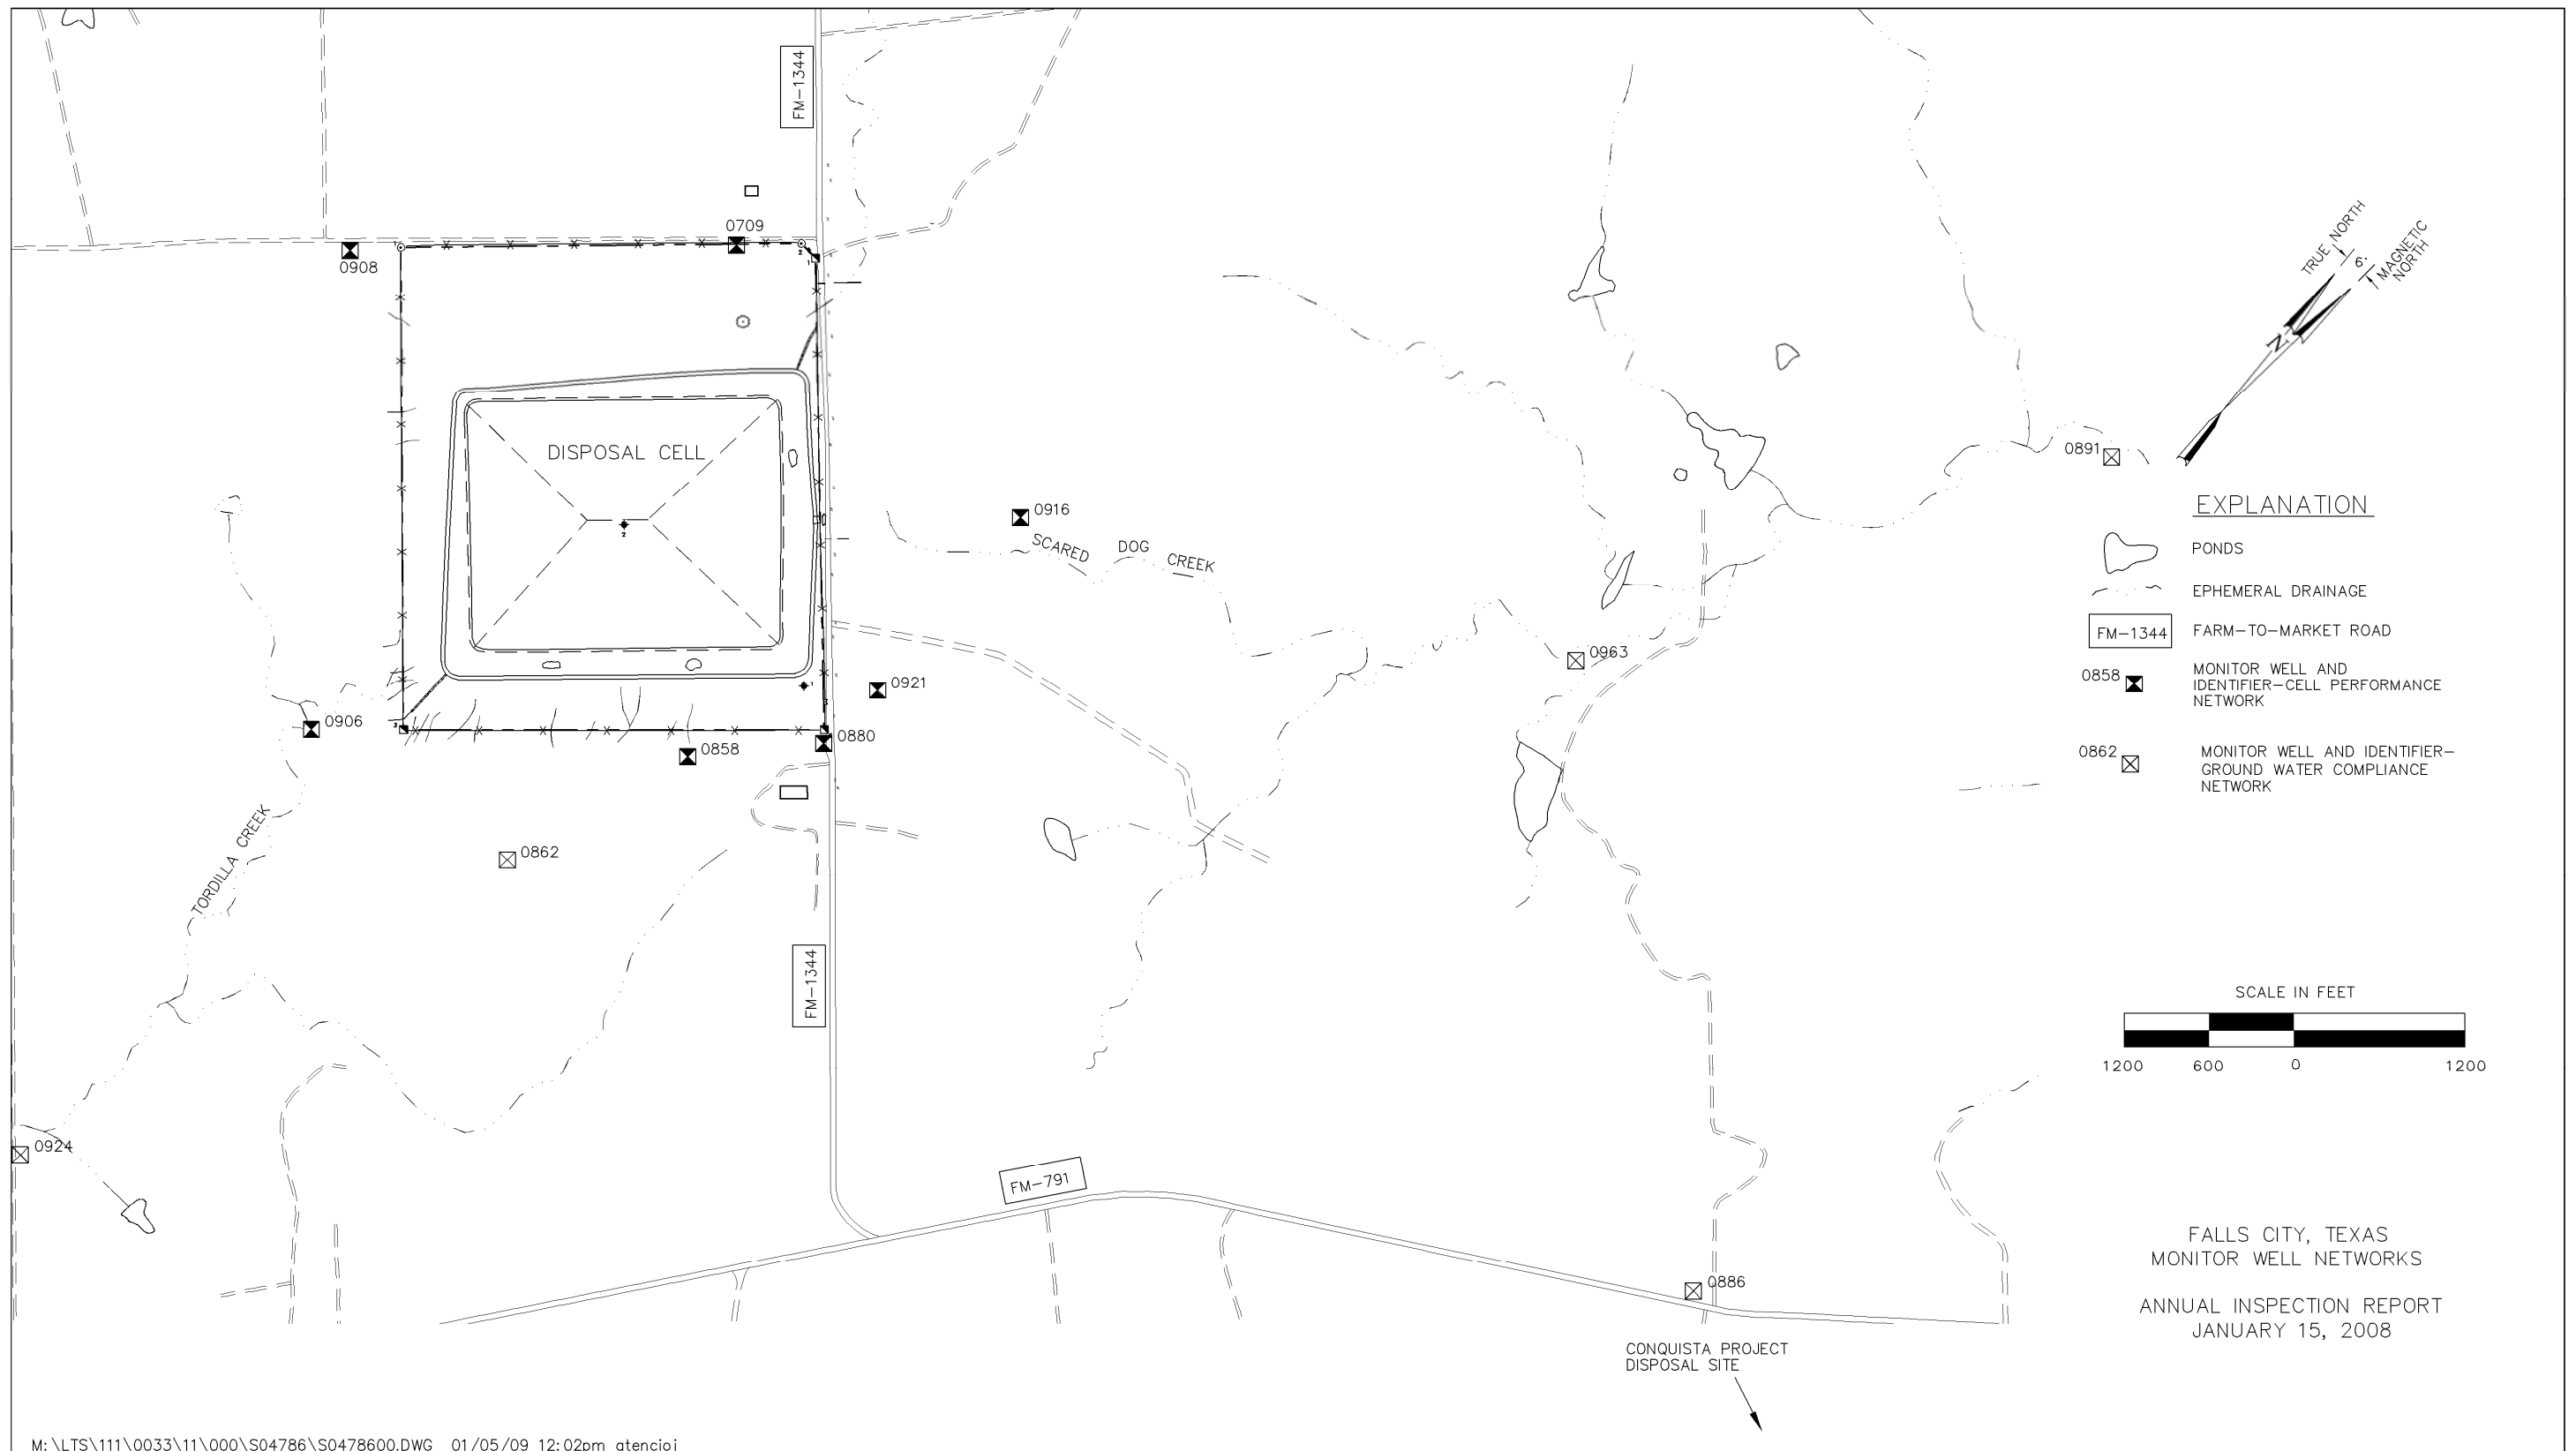 FM-1344
0709
0908
TRUE NORTH
6°
MAGNETIC
NORTH
N
DISPOSAL CELL
2
0891
0916
SCARED DOG CREEK
EXPLANATION
PONDS
EPHEMERAL DRAINAGE
FM-1344 FARM-TO-MARKET ROAD
0963
0858 MONITOR WELL AND
IDENTIFIER-CELL PERFORMANCE
NETWORK
1
0921
0906
0880
0858
0862 MONITOR WELL AND IDENTIFIER-
GROUND WATER COMPLIANCE
NETWORK
TORDILLA CREEK
0862
FM-1344
SCALE IN FEET
1200 600 0 1200
0924
FM-791
FALLS CITY, TEXAS
MONITOR WELL NETWORKS
0886
ANNUAL INSPECTION REPORT
JANUARY 15, 2008
CONQUISTA PROJECT
DISPOSAL SITE
M:\LTS\111\0033\11\000\S04786\S0478600.DWG 01/05/09 12:02pm atencioj